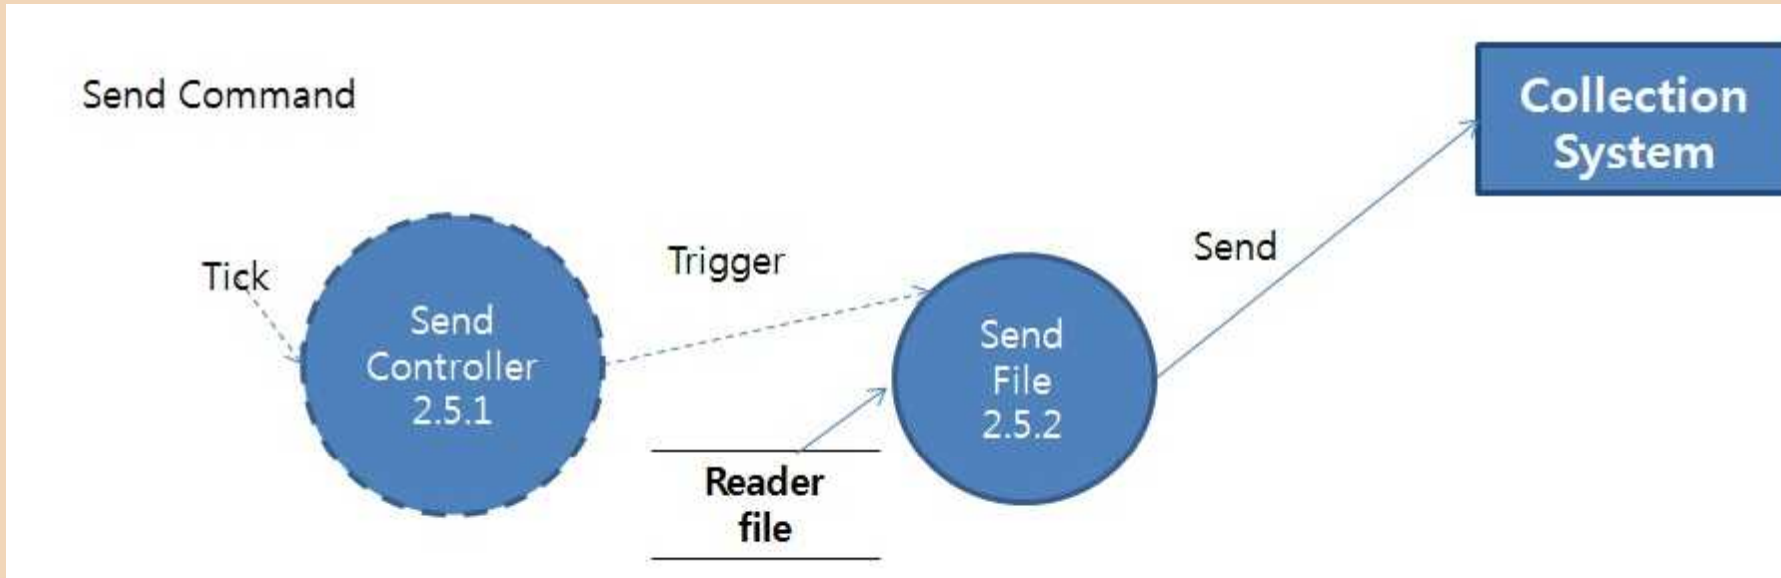 Send Command
Collection
System
Tick
Trigger
Send
Send
Controller
2.5.1
Send
File
2.5.2
Reader
file